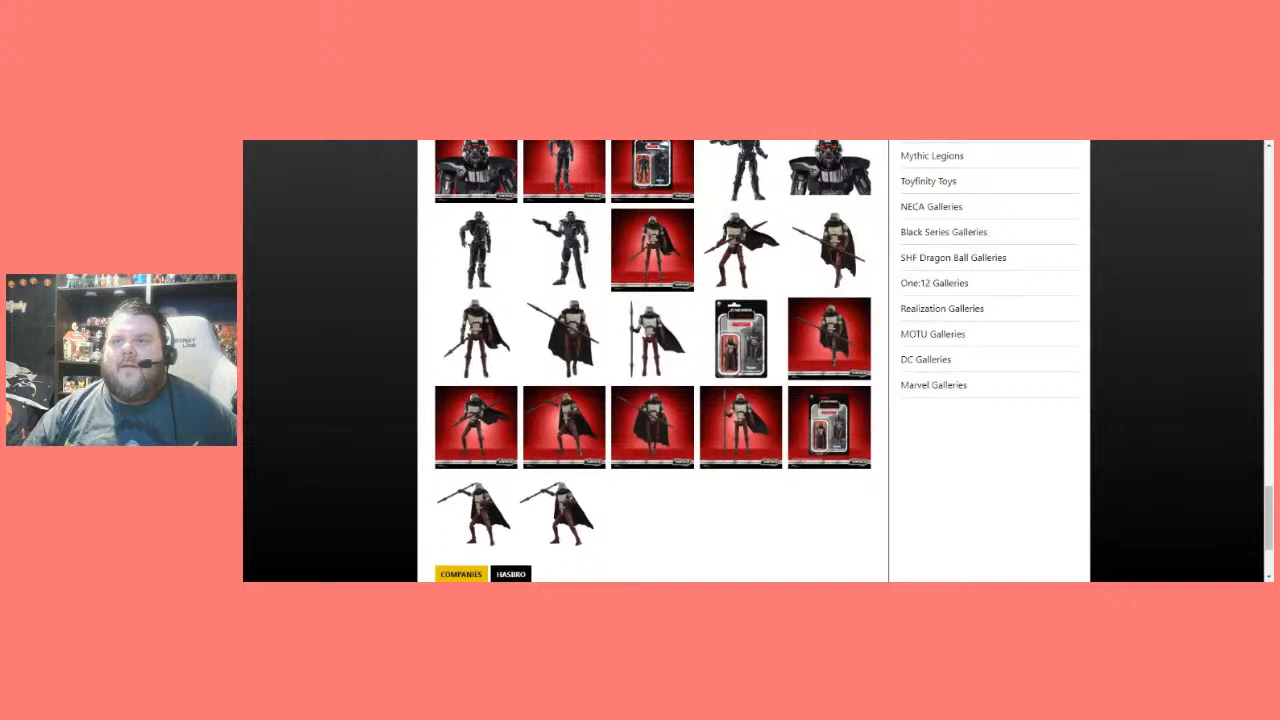 Mythic Legions
Toyfinity Toys
NECA Galleries
Black Series Galleries
SHF Dragon Ball Galleries
One:12 Galleries
Realization Galleries
MOTU Galleries
DC Galleries
Marvel Galleries
COMPANIES
HASBRO